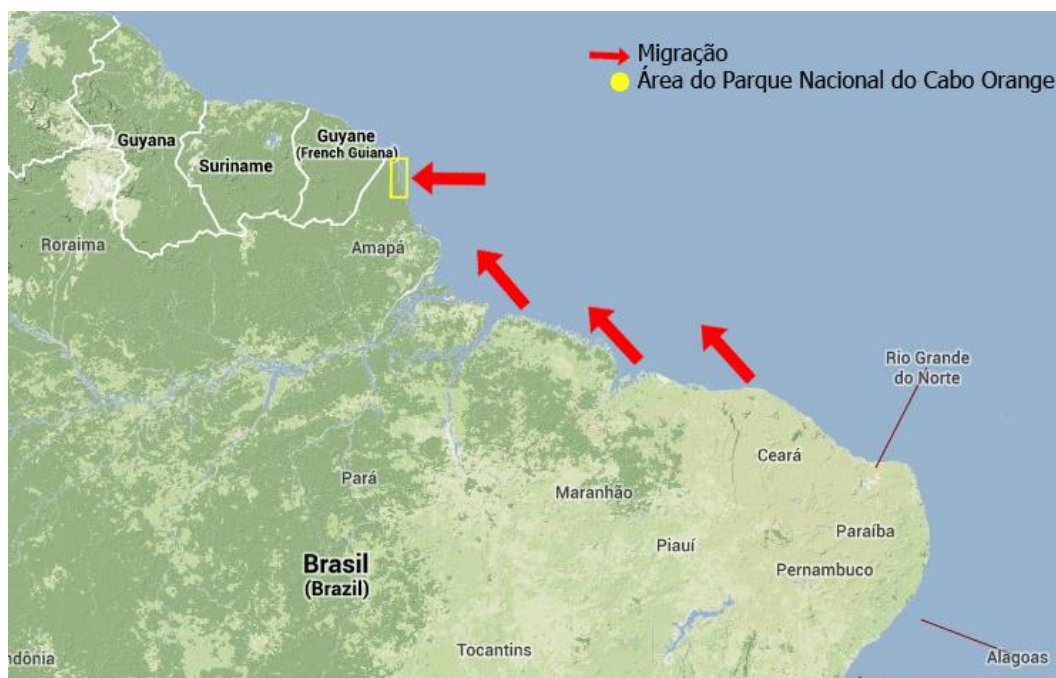 Migração
Área do Parque Nacional do Cabo Orange
Guyana
Suriname
Guyane
(French Guiana)
Roraima
Amapá
Rio Grande
do Norte
Ceará
Pará
Maranhão
Paraíba
Piauí
Brasil
(Brazil)
Pernambuco
Tocantins
ndônia
Alagoas